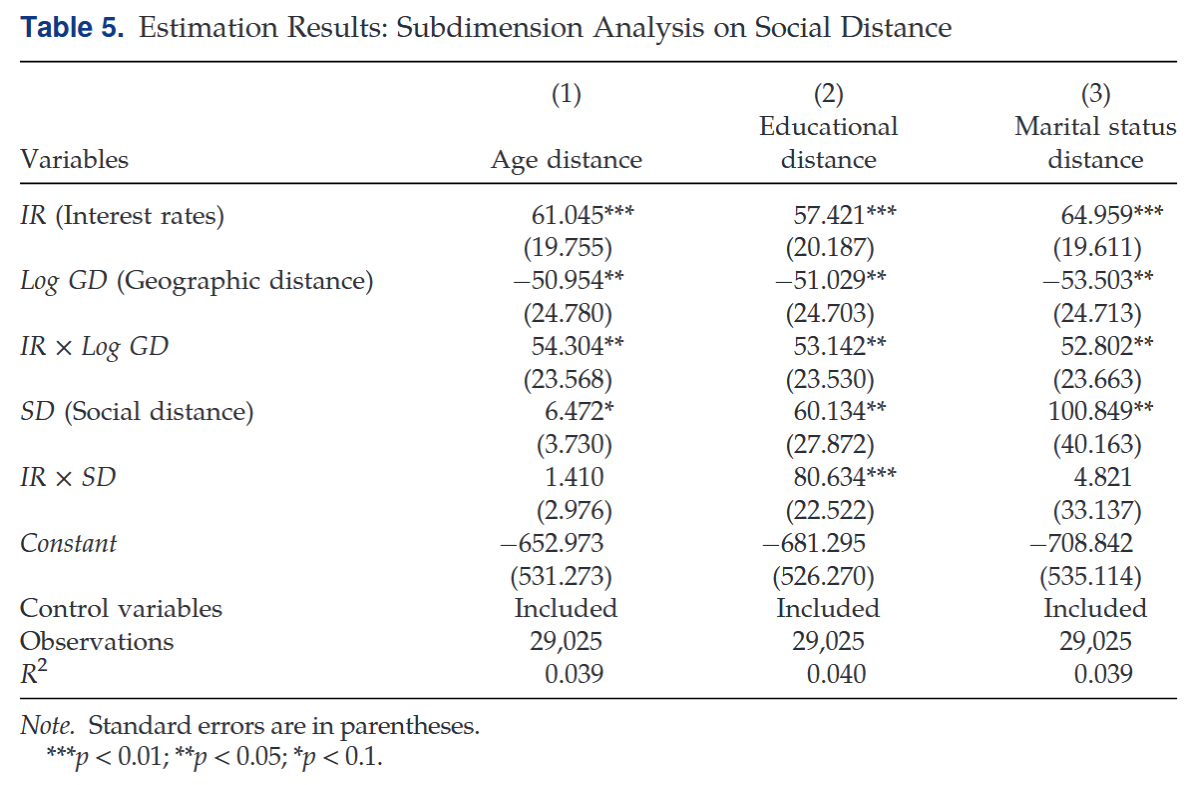 Table 5. Estimation Results: Subdimension Analysis on Social Distance
(1) (2) (3)
Educational Marital status
Variables Age distance distance distance
IR (Interest rates) 61.045*** 57.421*** 64.959***
(19.755) (20.187) (19.611)
Log GD (Geographic distance) −50.954** −51.029** −53.503**
(24.780) (24.703) (24.713)
IR × Log GD 54.304** 53.142** 52.802**
(23.568) (23.530) (23.663)
SD (Social distance) 6.472* 60.134** 100.849**
(3.730) (27.872) (40.163)
IR × SD 1.410 80.634*** 4.821
(2.976) (22.522) (33.137)
Constant −652.973 −681.295 −708.842
(531.273) (526.270) (535.114)
Control variables Included Included Included
Observations 29,025 29,025 29,025
R² 0.039 0.040 0.039
Note. Standard errors are in parentheses.
***p < 0.01; **p < 0.05; *p < 0.1.